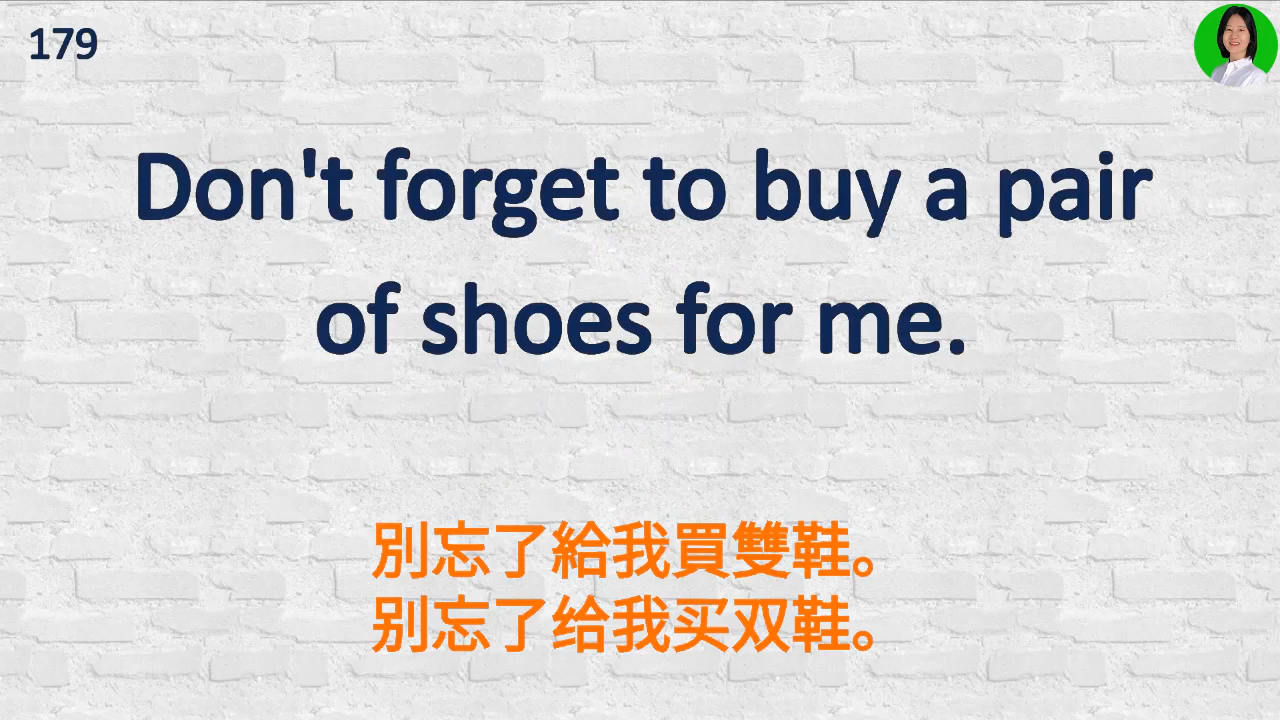 179
Don't forget to buy a pair
of shoes for me.
別忘了給我買雙鞋。
别忘了给我买双鞋。